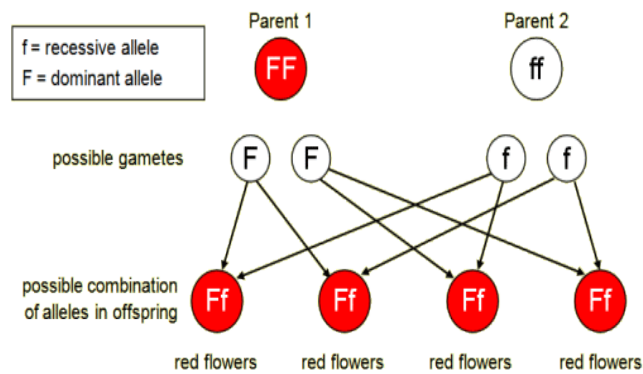 Parent 1
Parent 2
f = recessive allele
F = dominant allele
FF
ff
possible gametes
F
F
f
f
possible combination
of alleles in offspring
Ff
Ff
Ff
Ff
red flowers
red flowers
red flowers
red flowers